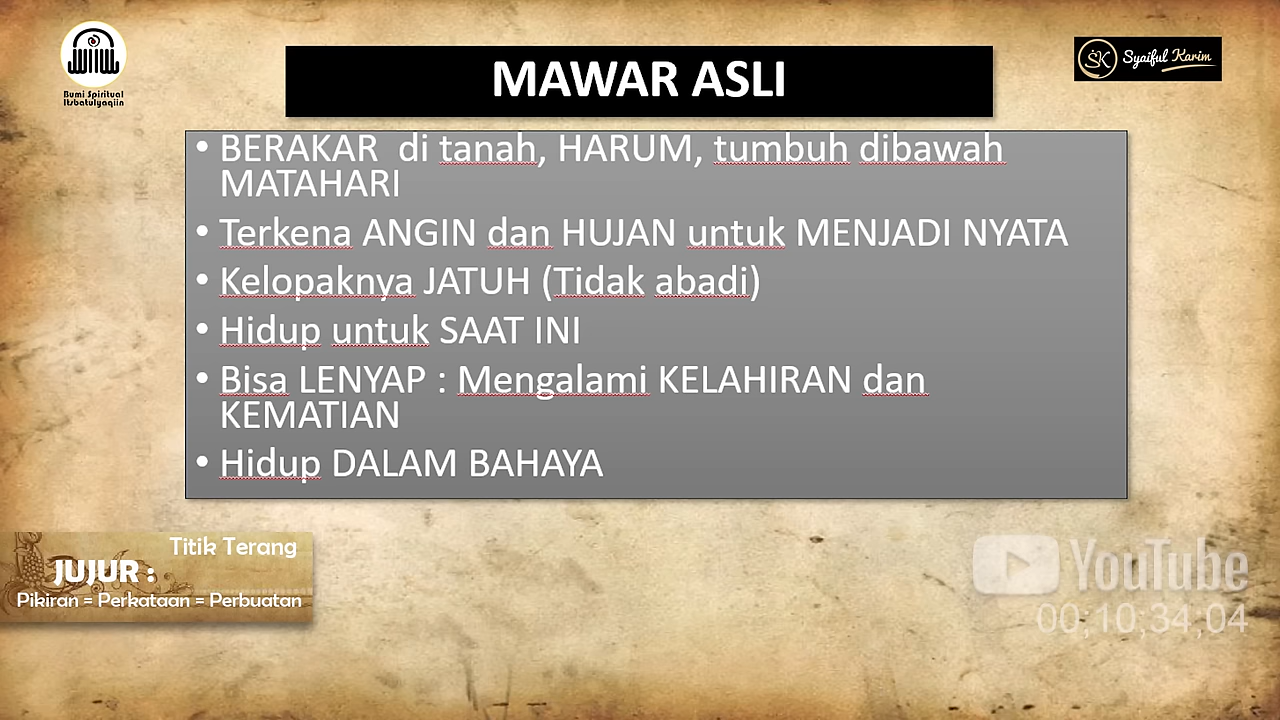 Bumi Spiritual
Itsbatulyaqiin
MAWAR ASLI
SK Syaiful Karim
• BERAKAR di tanah, HARUM, tumbuh dibawah
MATAHARI
• Terkena ANGIN dan HUJAN untuk MENJADI NYATA
• Kelopaknya JATUH (Tidak abadi)
• Hidup untuk SAAT INI
• Bisa LENYAP : Mengalami KELAHIRAN dan
KEMATIAN
• Hidup DALAM BAHAYA
Titik Terang
JUJUR :
Pikiran = Perkataan = Perbuatan
YouTube
00;10;34;04